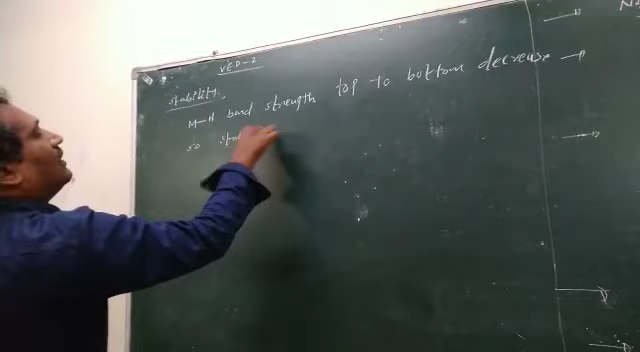 VED-2
Stability
M-H bond strength top to bottom decrease →
so